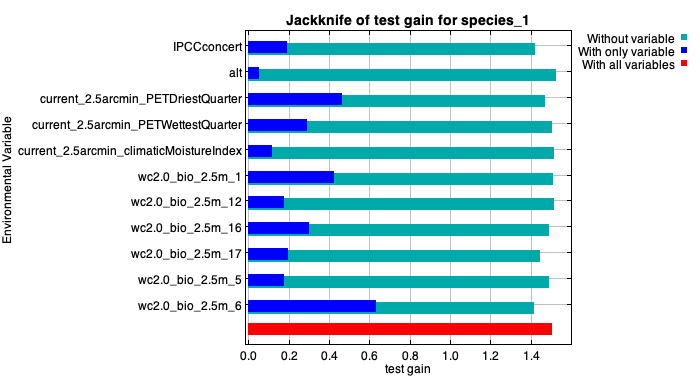 Jackknife of test gain for species_1
Without variable
With only variable
With all variables
Environmental Variable
IPCCconcert
alt
current_2.5arcmin_PETDriestQuarter
current_2.5arcmin_PETWettestQuarter
current_2.5arcmin_climaticMoistureIndex
wc2.0_bio_2.5m_1
wc2.0_bio_2.5m_12
wc2.0_bio_2.5m_16
wc2.0_bio_2.5m_17
wc2.0_bio_2.5m_5
wc2.0_bio_2.5m_6
0.0 0.2 0.4 0.6 0.8 1.0 1.2 1.4
test gain